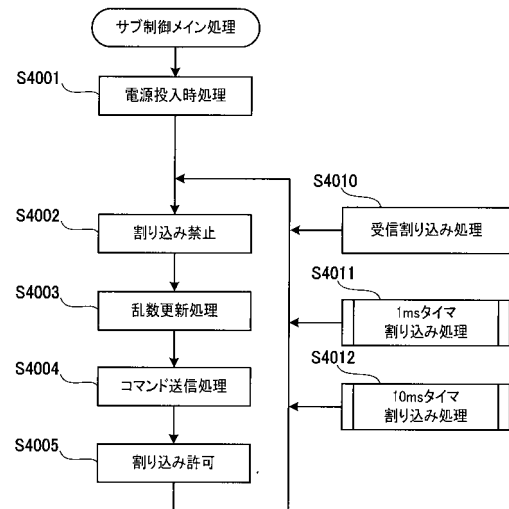 サブ制御メイン処理
S4001
電源投入時処理
S4002
割り込み禁止
S4003
乱数更新処理
S4004
コマンド送信処理
S4005
割り込み許可
S4010
受信割り込み処理
S4011
1msタイマ
割り込み処理
S4012
10msタイマ
割り込み処理